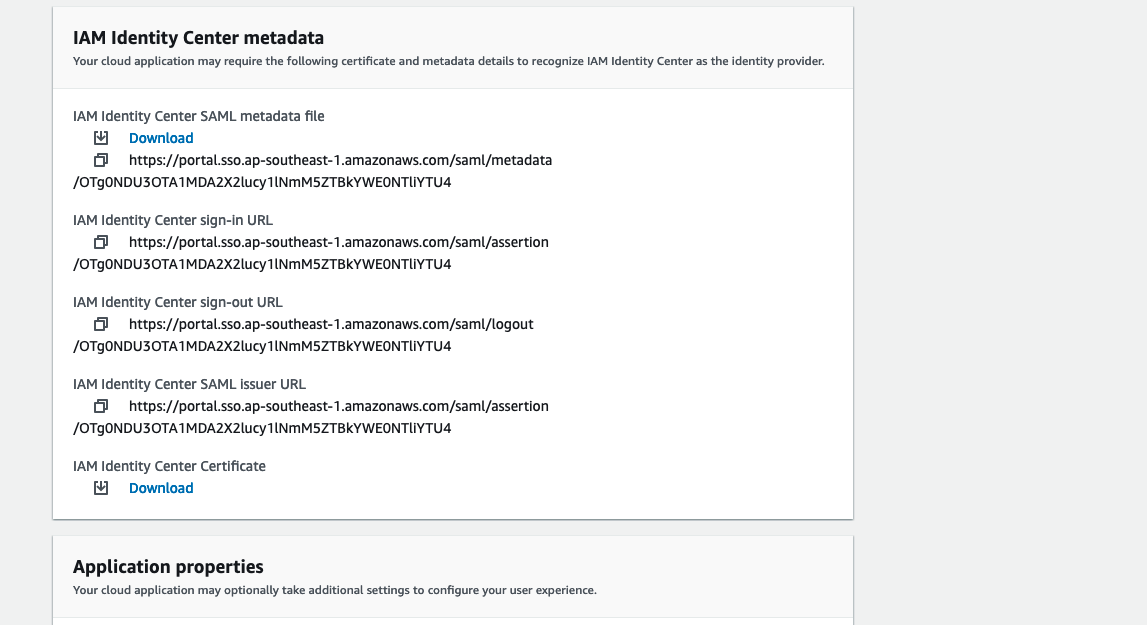 IAM Identity Center metadata
Your cloud application may require the following certificate and metadata details to recognize IAM Identity Center as the identity provider.
IAM Identity Center SAML metadata file
Download
https://portal.sso.ap-southeast-1.amazonaws.com/saml/metadata
/OTg0NDU3OTA1MDA2X2lucy1lNmM5ZTBkYWE0NTliYTU4
IAM Identity Center sign-in URL
https://portal.sso.ap-southeast-1.amazonaws.com/saml/assertion
/OTg0NDU3OTA1MDA2X2lucy1lNmM5ZTBkYWE0NTliYTU4
IAM Identity Center sign-out URL
https://portal.sso.ap-southeast-1.amazonaws.com/saml/logout
/OTg0NDU3OTA1MDA2X2lucy1lNmM5ZTBkYWE0NTliYTU4
IAM Identity Center SAML issuer URL
https://portal.sso.ap-southeast-1.amazonaws.com/saml/assertion
/OTg0NDU3OTA1MDA2X2lucy1lNmM5ZTBkYWE0NTliYTU4
IAM Identity Center Certificate
Download
Application properties
Your cloud application may optionally take additional settings to configure your user experience.